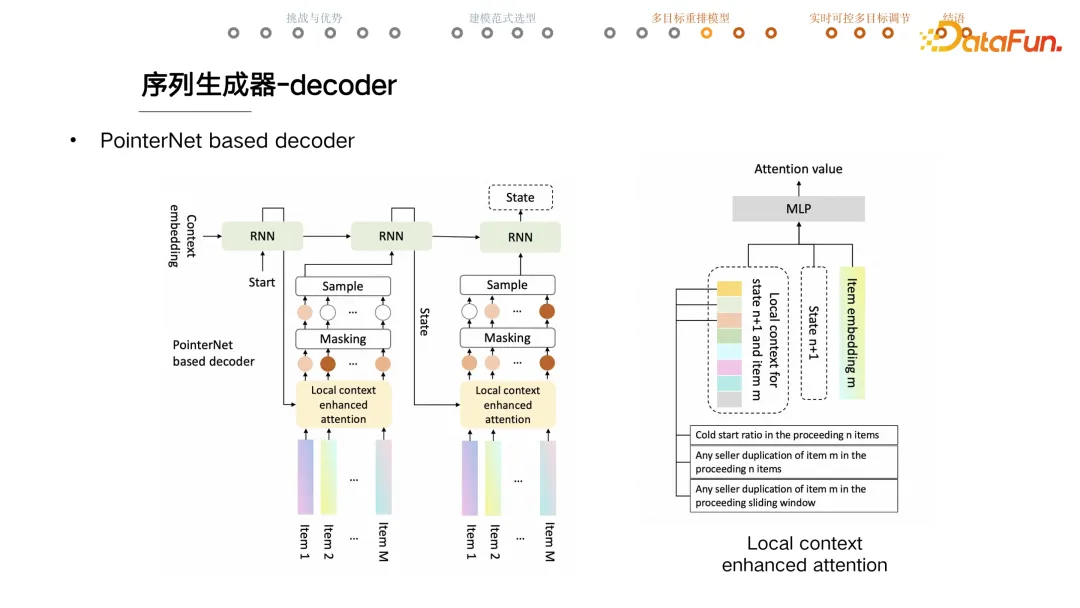 挑战与优势
建模范式选型
多目标重排模型
实时可控多目标调节
结语
DataFun.
序列生成器-decoder
• PointerNet based decoder
Context
embedding
RNN
RNN
RNN
State
Start
Sample
Sample
...
...
Masking
Masking
State
PointerNet
based decoder
...
...
Local context
enhanced
attention
Local context
enhanced
attention
...
...
Item 1
Item 2
...
Item M
Item 1
Item 2
...
Item M
Attention value
MLP
Local context for
state n+1 and item m
State n+1
Item embedding m
Cold start ratio in the proceeding n items
Any seller duplication of item m in the
proceeding n items
Any seller duplication of item m in the
proceeding sliding window
Local context
enhanced attention